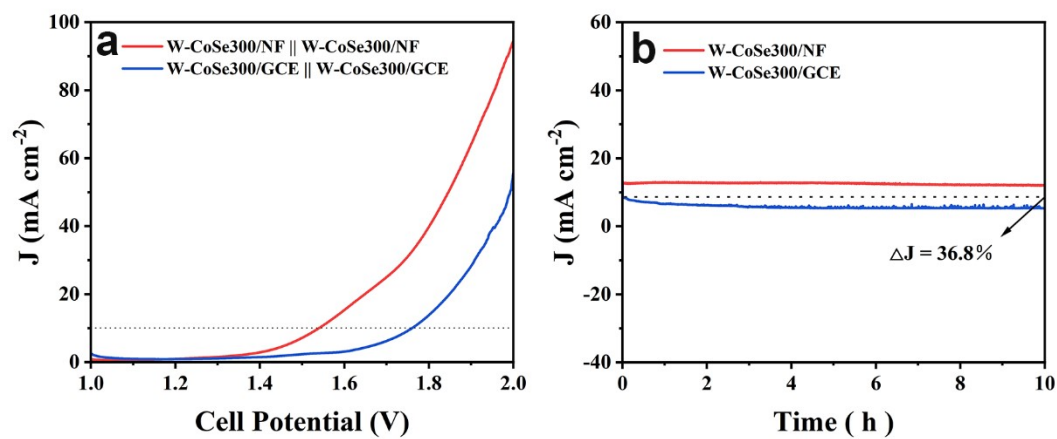 a
W-CoSe300/NF || W-CoSe300/NF
W-CoSe300/GCE || W-CoSe300/GCE
J (mA cm-2)
100
80
60
40
20
0
1.0 1.2 1.4 1.6 1.8 2.0
Cell Potential (V)
b
W-CoSe300/NF
W-CoSe300/GCE
J (mA cm-2)
60
40
20
0
-20
-40
△J = 36.8%
0 2 4 6 8 10
Time ( h )